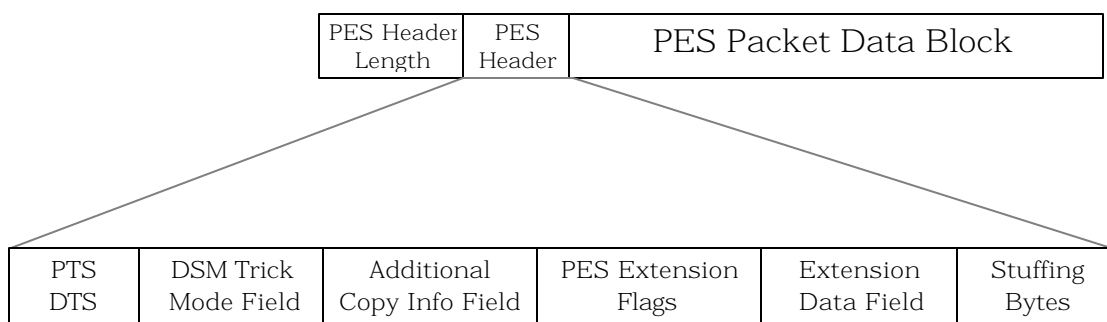 PES Header Length
PES Header
PES Packet Data Block
PTS DTS
DSM Trick Mode Field
Additional Copy Info Field
PES Extension Flags
Extension Data Field
Stuffing Bytes